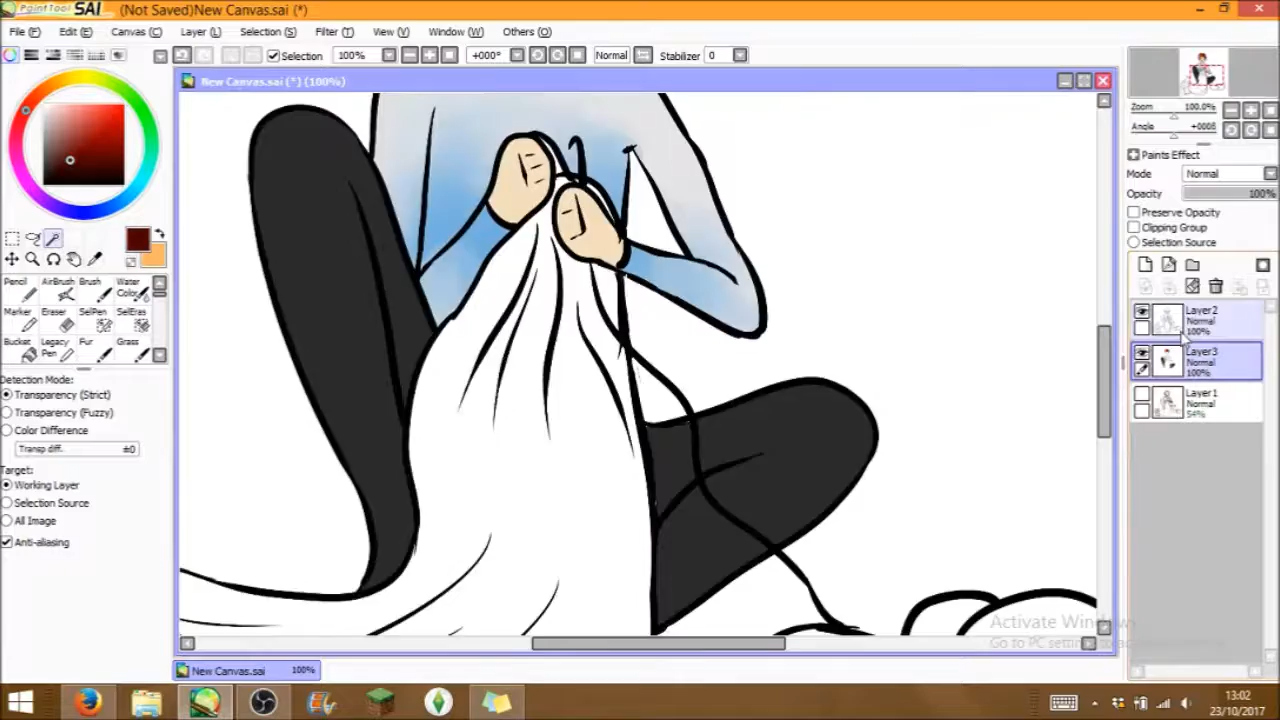 PaintTool SAI (Not Saved)New Canvas.sai (*)
File (F) Edit (E) Canvas (C) Layer (L) Selection (S) Filter (T) View (V) Window (W) Others (O)
Selection 100% +000° Normal Stabilizer 0
New Canvas.sai (*) (100%)
Zoom 100.0%
Angle
Paints Effect
Mode Normal
Opacity 100%
Preserve Opacity
Clipping Group
Selection Source
Pencil AirBrush Brush Water Color
Marker Eraser SelPen SelEras
Bucket Legacy Pen Fur Grass
Detection Mode:
Transparency (Strict)
Transparency (Fuzzy)
Color Difference
Transp diff. ±0
Target:
Working Layer
Selection Source
All Image
Anti-aliasing
Layer2
Normal
100%
Layer3
Normal
100%
Layer1
Normal
54%
Activate Windows
Go to PC
New Canvas.sai 100%
13:02
23/10/2017